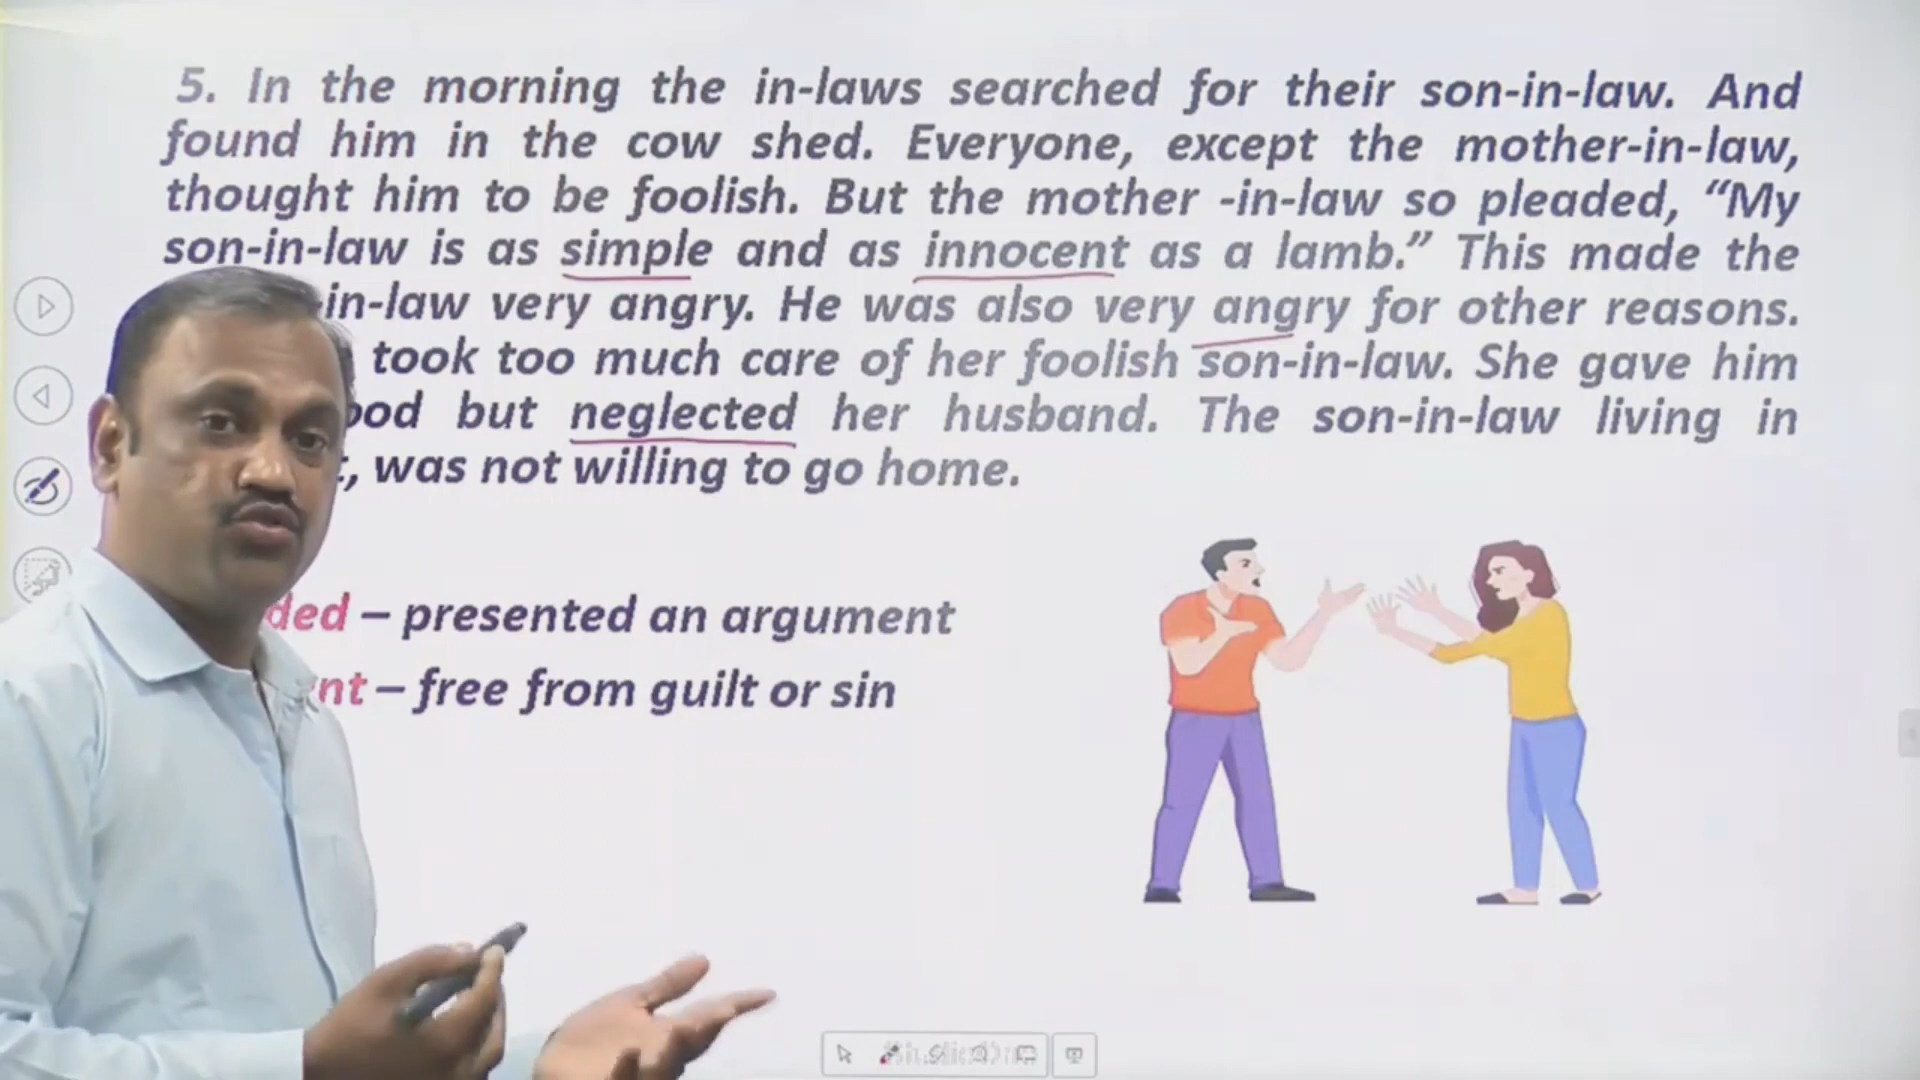 5. In the morning the in-laws searched for their son-in-law. And
found him in the cow shed. Everyone, except the mother-in-law,
thought him to be foolish. But the mother -in-law so pleaded, “My
son-in-law is as simple and as innocent as a lamb.” This made the
-in-law very angry. He was also very angry for other reasons.
took too much care of her foolish son-in-law. She gave him
ood but neglected her husband. The son-in-law living in
, was not willing to go home.
ded – presented an argument
nt – free from guilt or sin